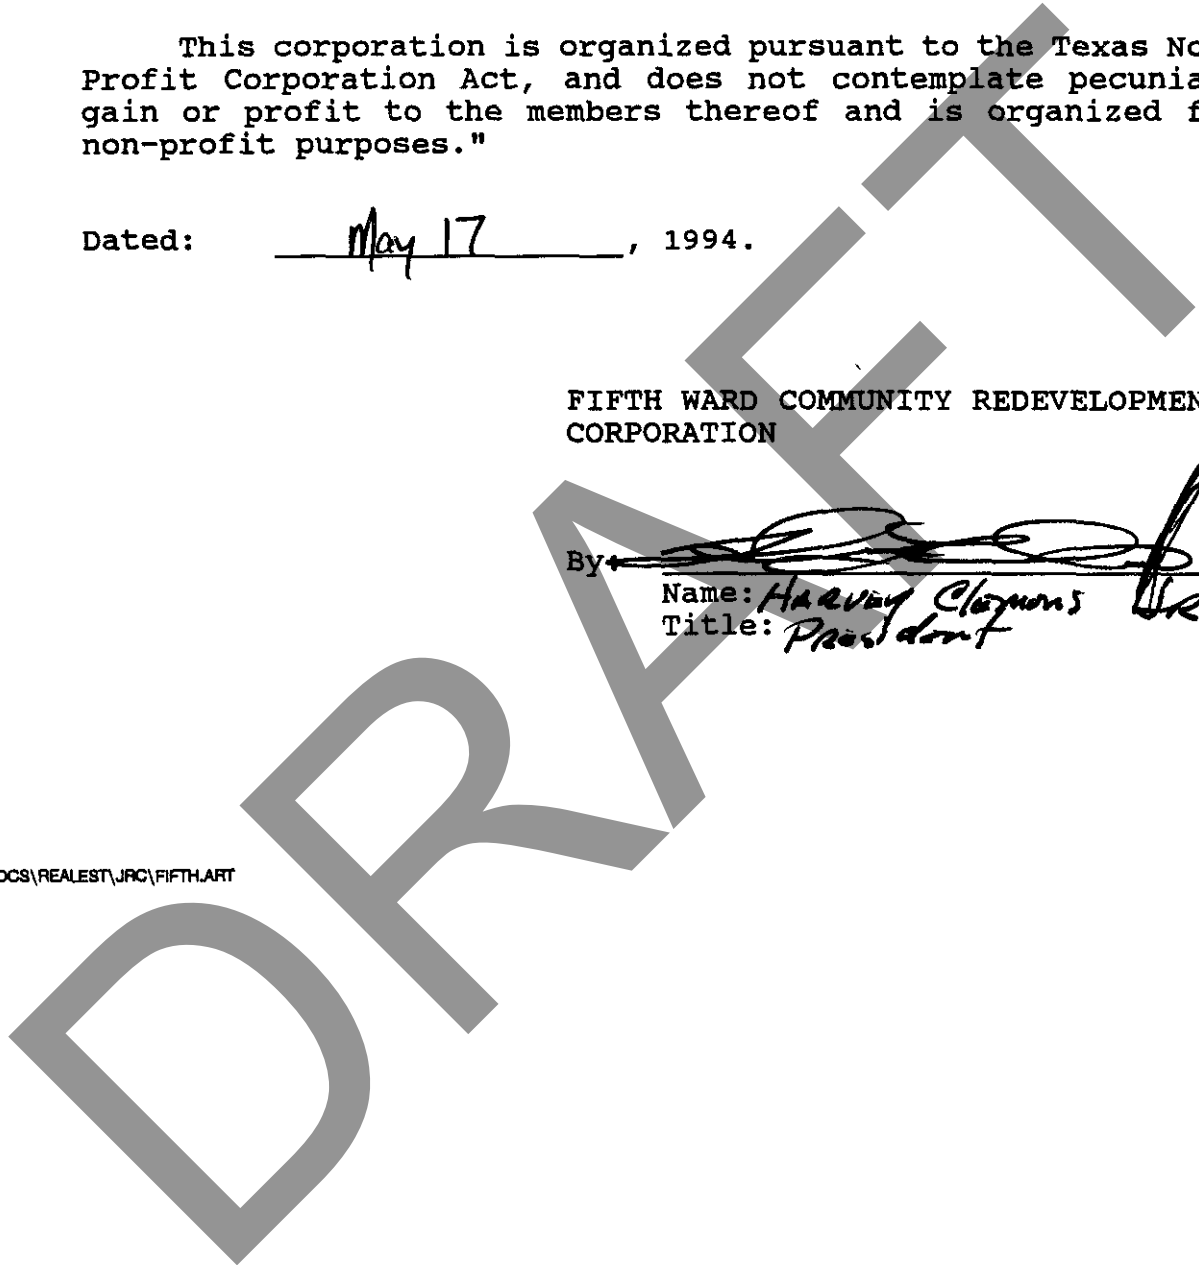 This corporation is organized pursuant to the Texas No
Profit Corporation Act, and does not contemplate pecunia
gain or profit to the members thereof and is organized f
non-profit purposes."
Dated: May 17, 1994.
FIFTH WARD COMMUNITY REDEVELOPMEN
CORPORATION
By
Name: Harvey Clemons Jr
Title: President
OCS\REALEST\JRC\FIFTH.ART
DRAFT